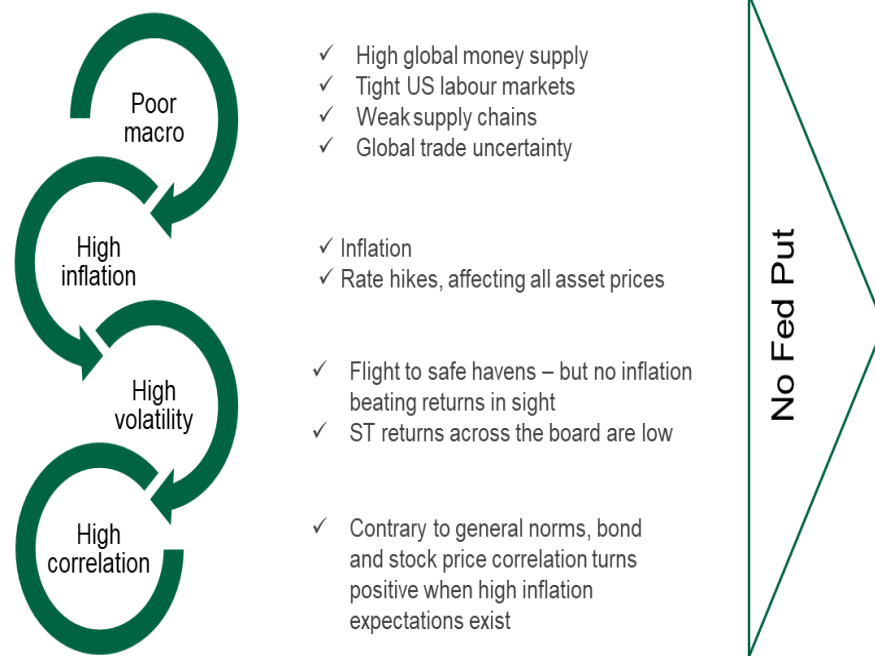 Poor
macro
✓ High global money supply
✓ Tight US labour markets
✓ Weak supply chains
✓ Global trade uncertainty
High
inflation
✓ Inflation
✓ Rate hikes, affecting all asset prices
High
volatility
✓ Flight to safe havens – but no inflation
beating returns in sight
✓ ST returns across the board are low
High
correlation
✓ Contrary to general norms, bond
and stock price correlation turns
positive when high inflation
expectations exist
No Fed Put